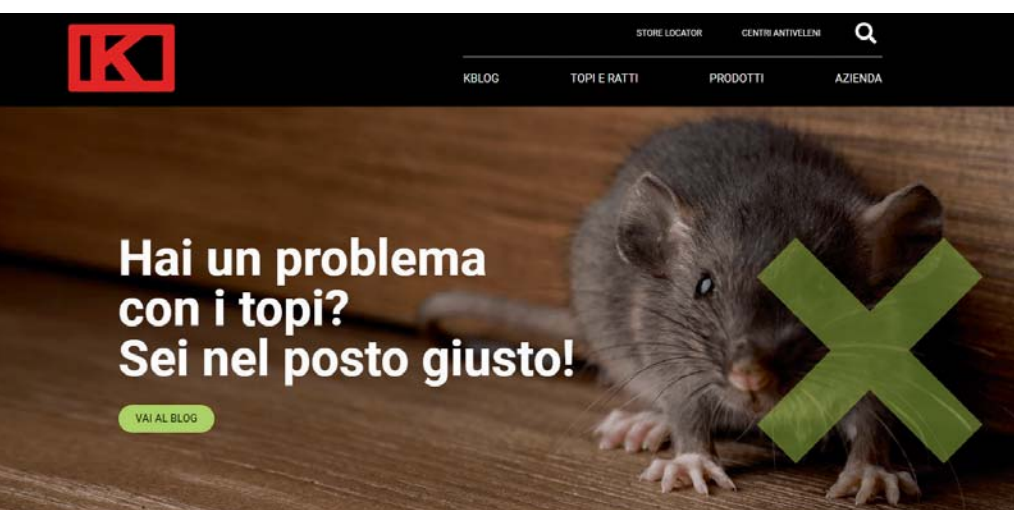 K
STORE LOCATOR CENTRI ANTIVELENI
KBLOG TOPI E RATTI PRODOTTI AZIENDA
Hai un problema
con i topi?
Sei nel posto giusto!
VAI AL BLOG